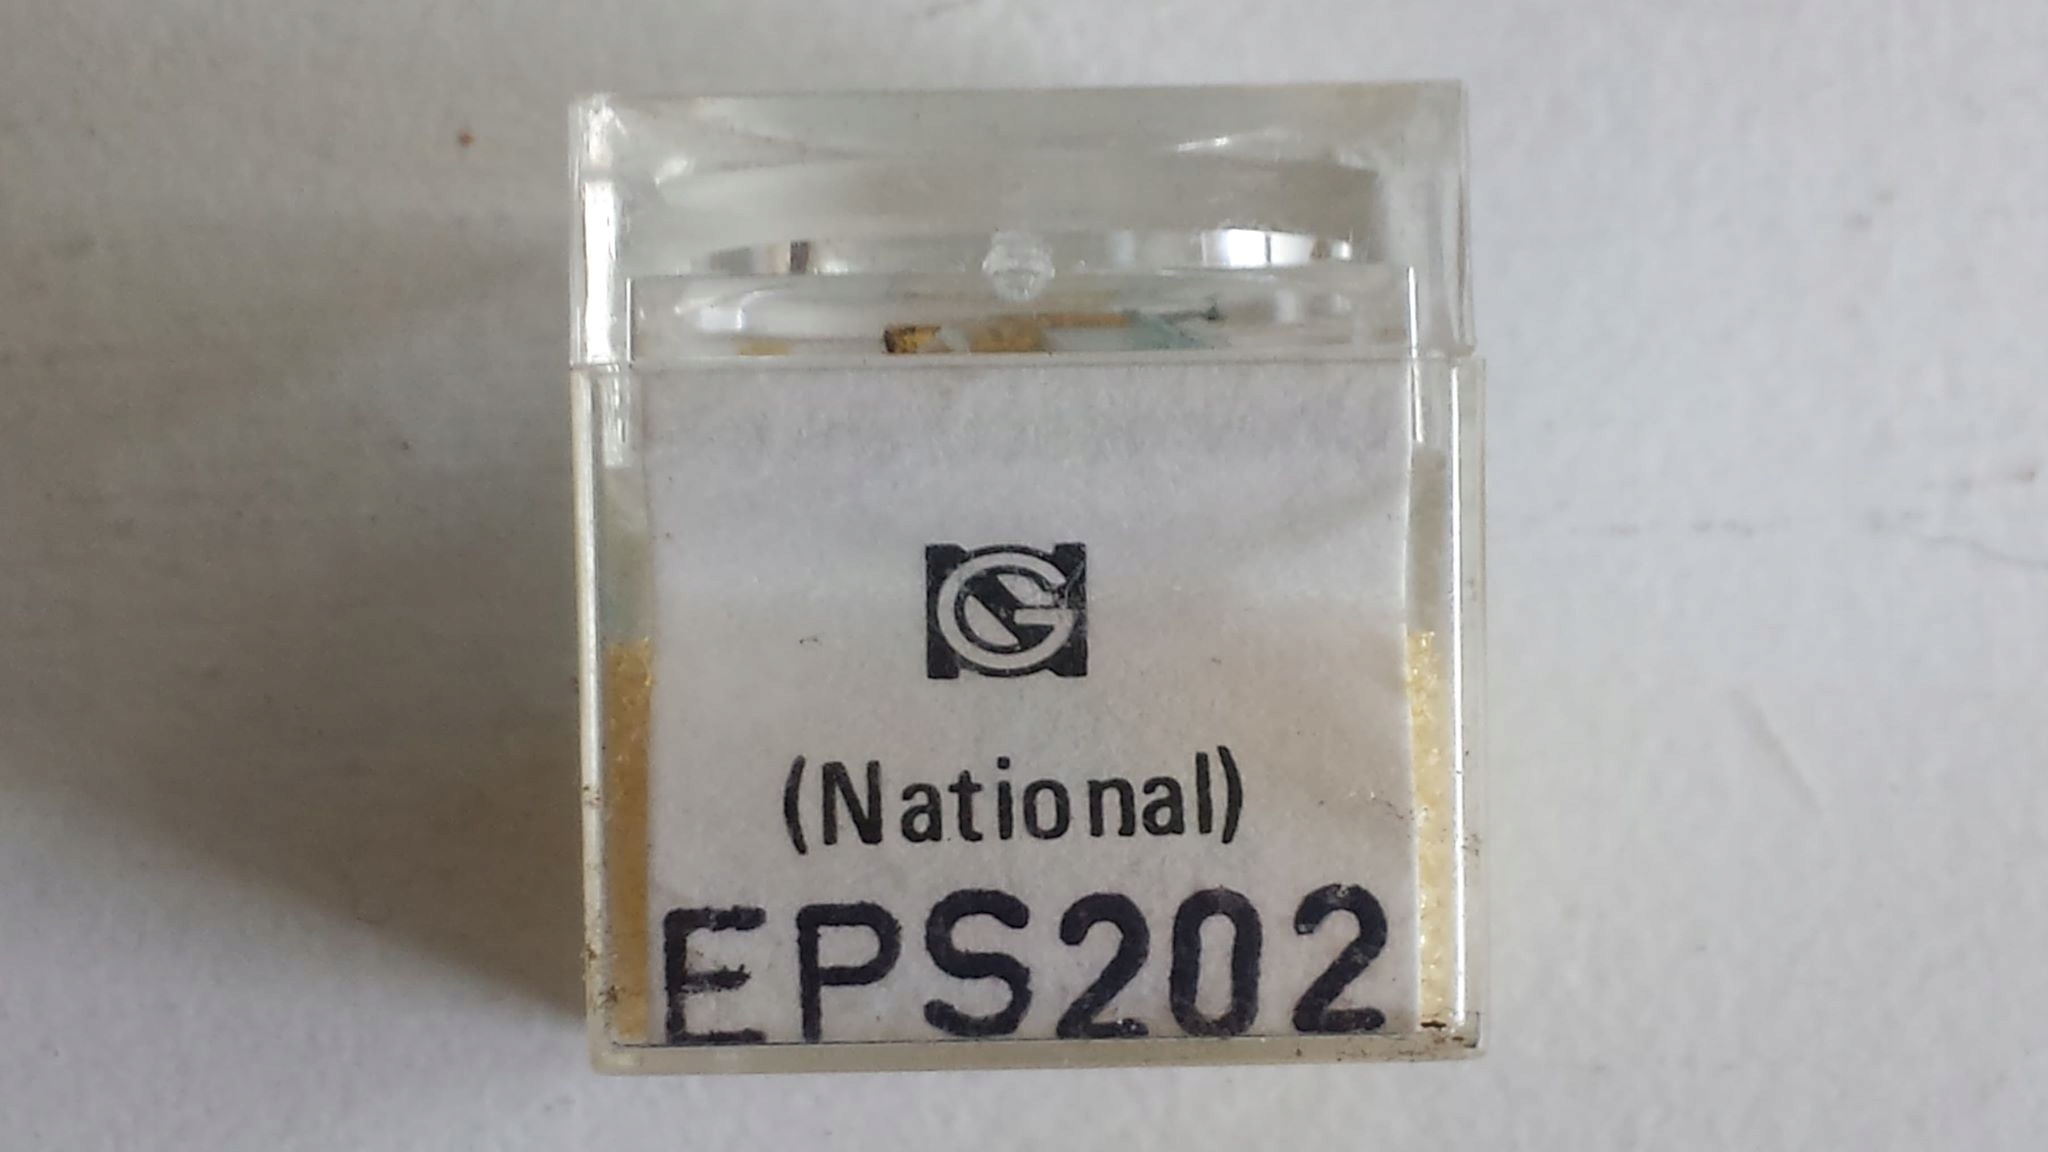 G
(National)
EPS202